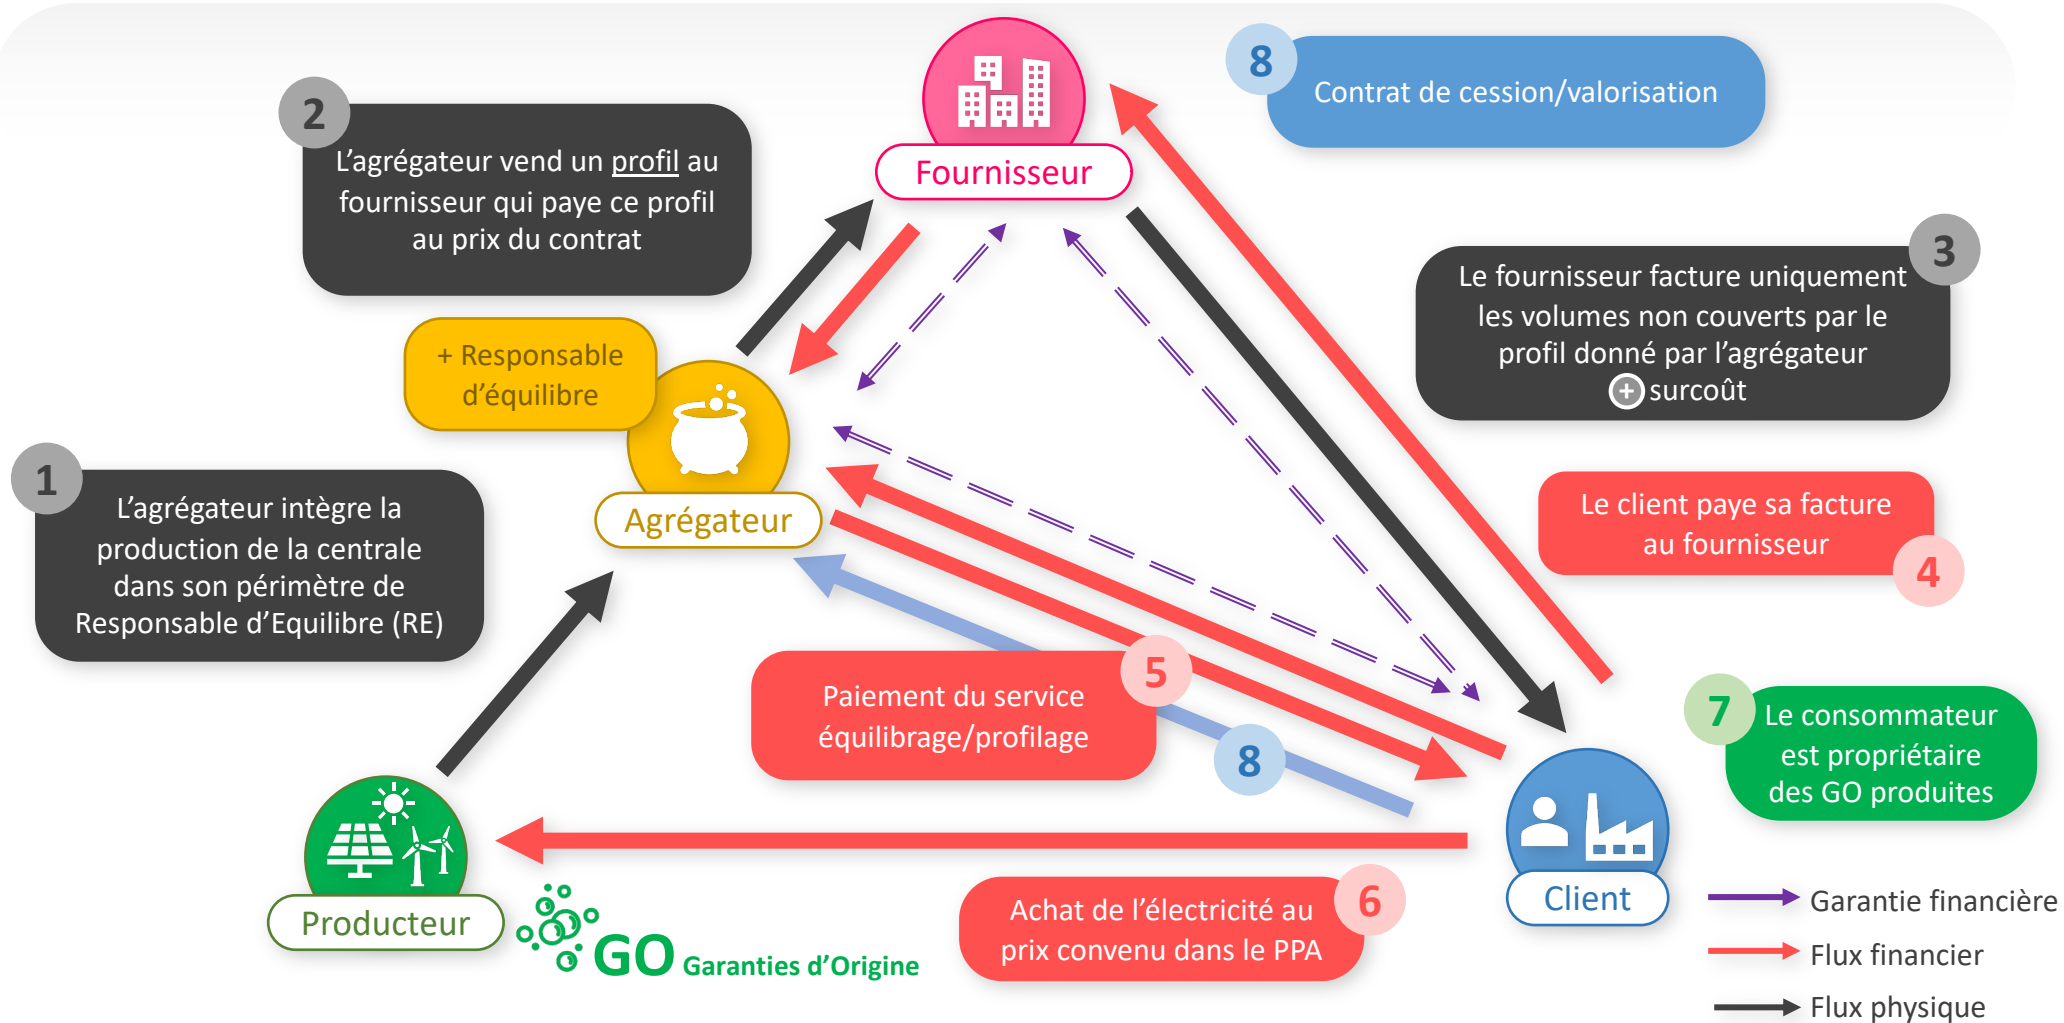 8
Contrat de cession/valorisation
2
L'agrégateur vend un profil au
fournisseur qui paye ce profil
au prix du contrat
Fournisseur
3
Le fournisseur facture uniquement
les volumes non couverts par le
profil donné par l'agrégateur
+ surcoût
+ Responsable
d'équilibre
1
L'agrégateur intègre la
production de la centrale
dans son périmètre de
Responsable d'Equilibre (RE)
Agrégateur
Le client paye sa facture
au fournisseur
4
5
Paiement du service
équilibrage/profilage
8
7
Le consommateur
est propriétaire
des GO produites
Producteur
GO Garanties d'Origine
6
Achat de l'électricité au
prix convenu dans le PPA
Client
Garantie financière
Flux financier
Flux physique